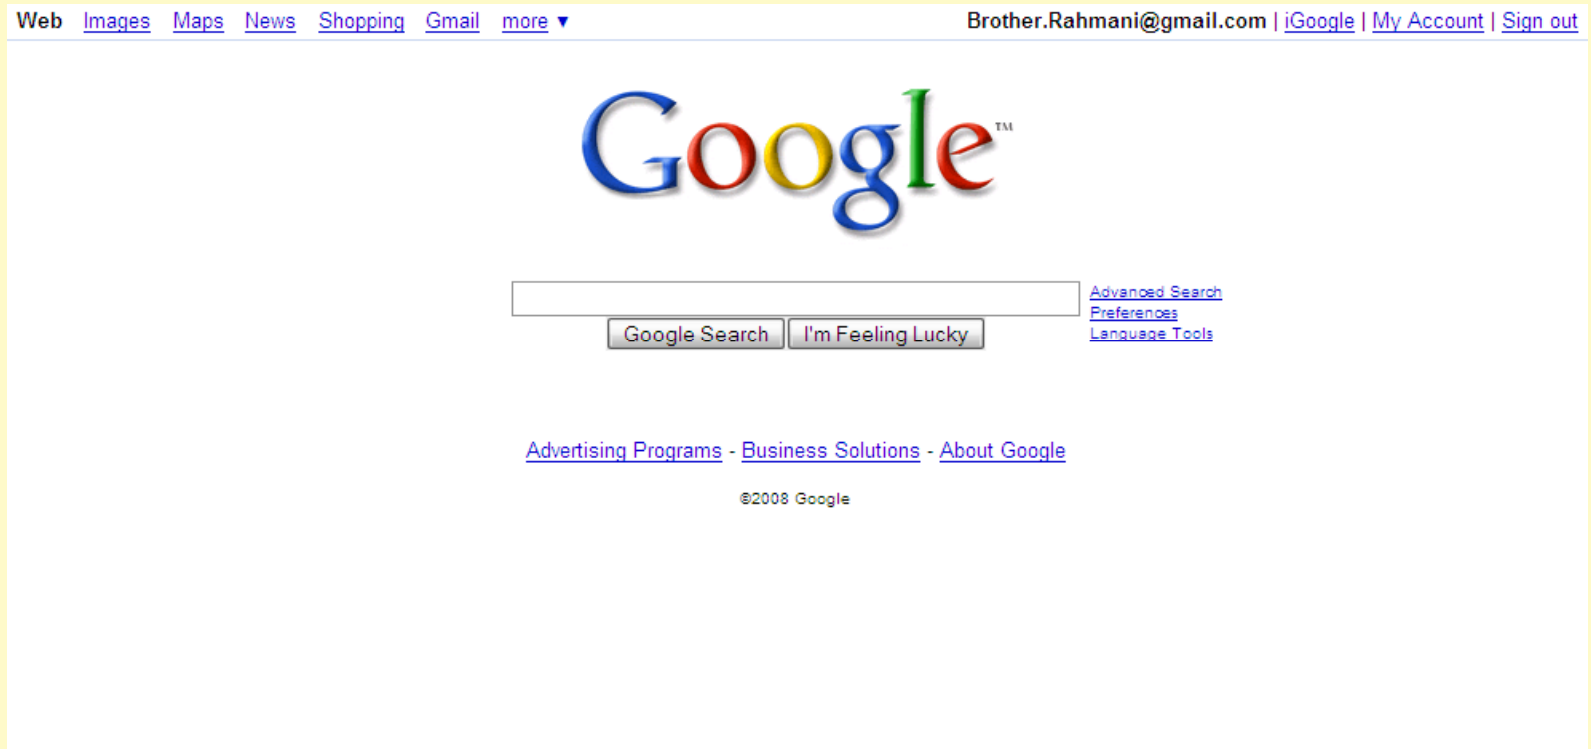 Web Images Maps News Shopping Gmail more ▼ Brother.Rahmani@gmail.com | iGoogle | My Account | Sign out
Google™
Advanced Search
Preferences
Language Tools
Google Search I'm Feeling Lucky
Advertising Programs - Business Solutions - About Google
©2008 Google